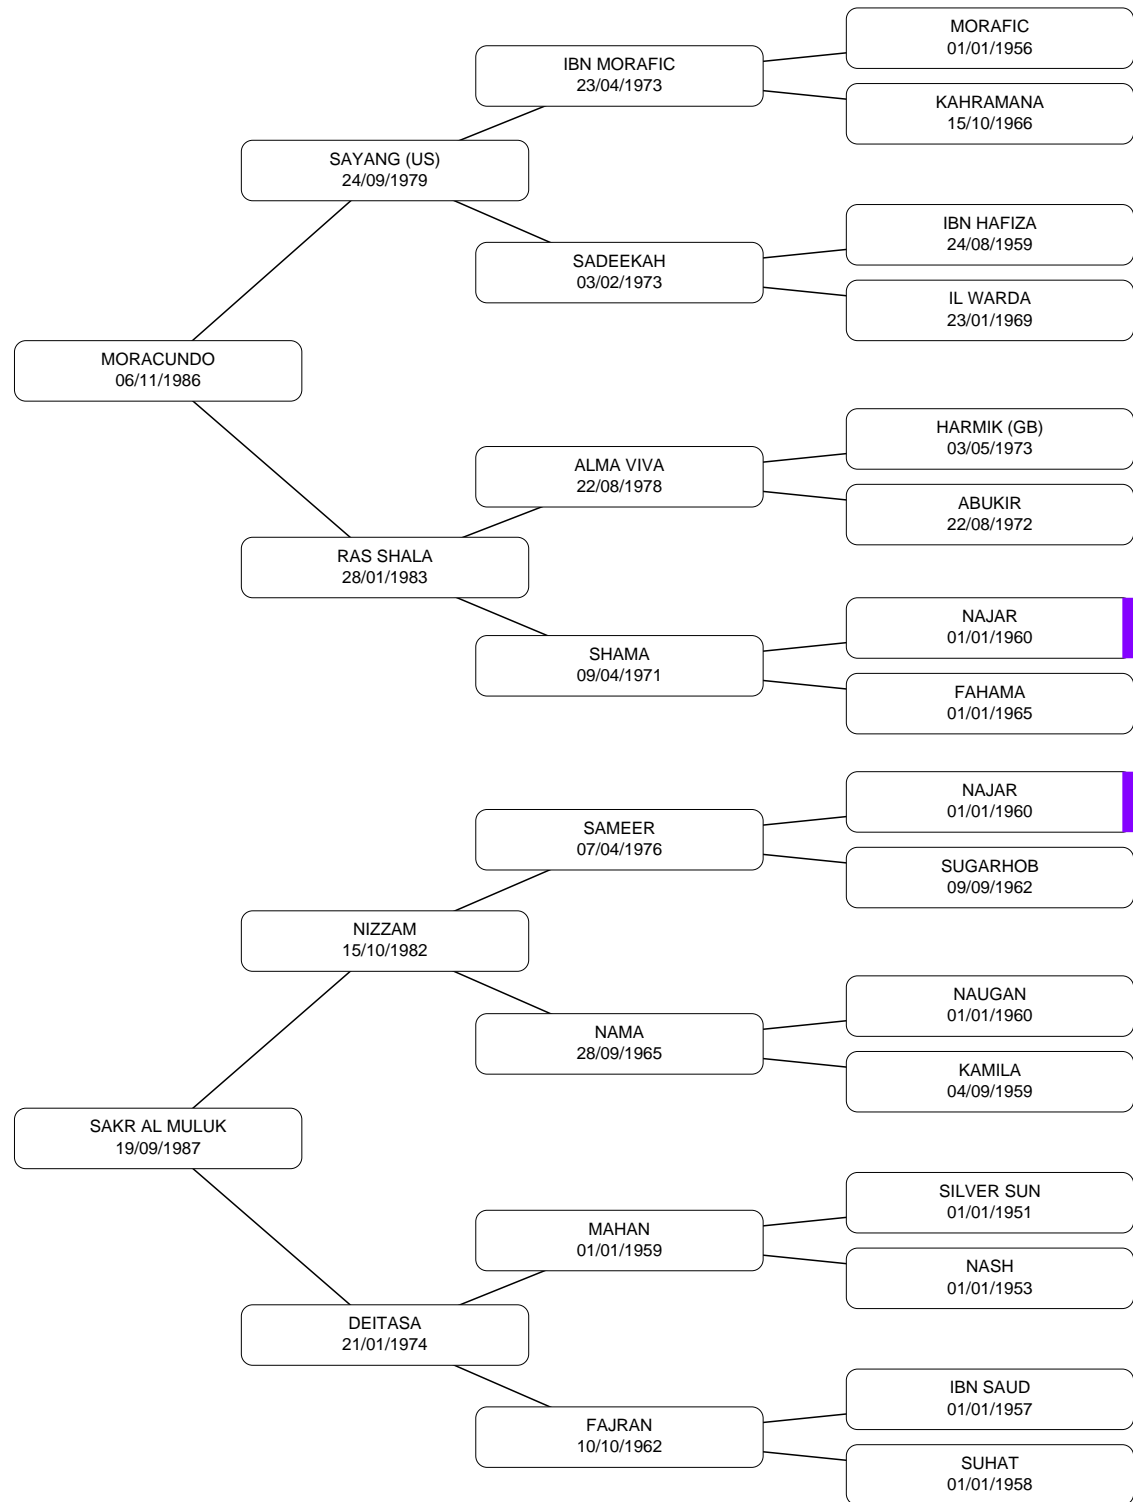 MORAFIC
01/01/1956
IBN MORAFIC
23/04/1973
KAHRAMANA
15/10/1966
SAYANG (US)
24/09/1979
IBN HAFIZA
24/08/1959
SADEEKAH
03/02/1973
IL WARDA
23/01/1969
MORACUNDO
06/11/1986
HARMIK (GB)
03/05/1973
ALMA VIVA
22/08/1978
ABUKIR
22/08/1972
RAS SHALA
28/01/1983
NAJAR
01/01/1960
SHAMA
09/04/1971
FAHAMA
01/01/1965
NAJAR
01/01/1960
SAMEER
07/04/1976
SUGARHOB
09/09/1962
NIZZAM
15/10/1982
NAUGAN
01/01/1960
NAMA
28/09/1965
KAMILA
04/09/1959
SAKR AL MULUK
19/09/1987
SILVER SUN
01/01/1951
MAHAN
01/01/1959
NASH
01/01/1953
DEITASA
21/01/1974
IBN SAUD
01/01/1957
FAJRAN
10/10/1962
SUHAT
01/01/1958